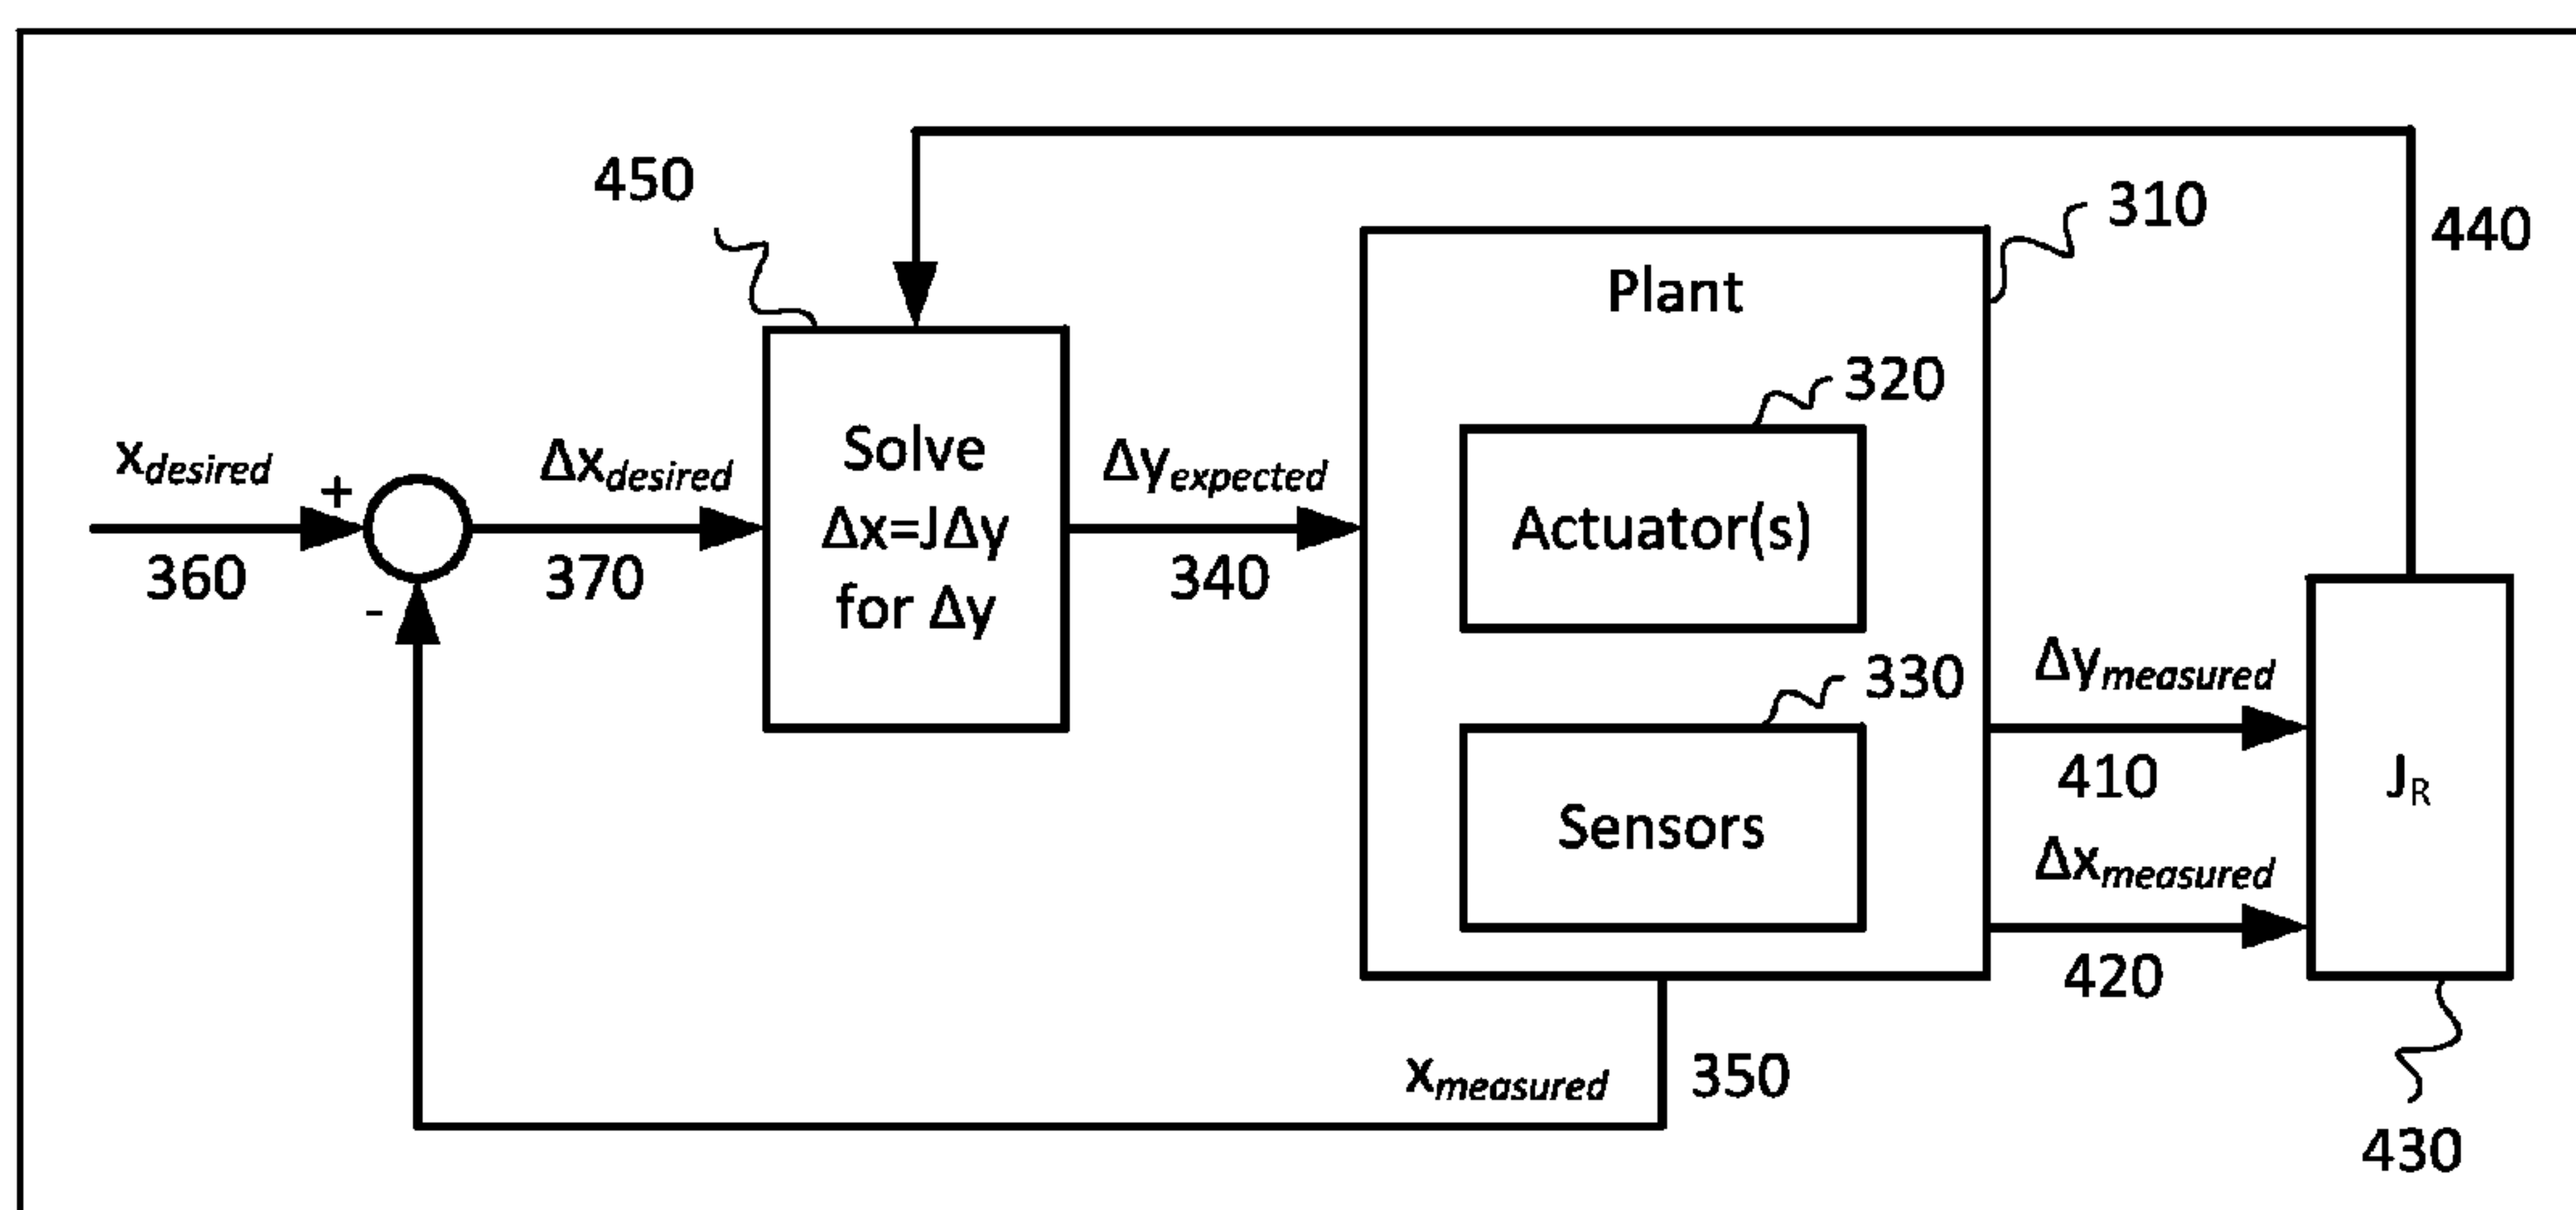 450
310
440
Plant
320
x_desired
+
Δx_desired
Solve
Δx=JΔy
for Δy
Δy_expected
Actuator(s)
360
370
340
-
330
Δy_measured
410
J_R
Sensors
Δx_measured
420
x_measured
350
430